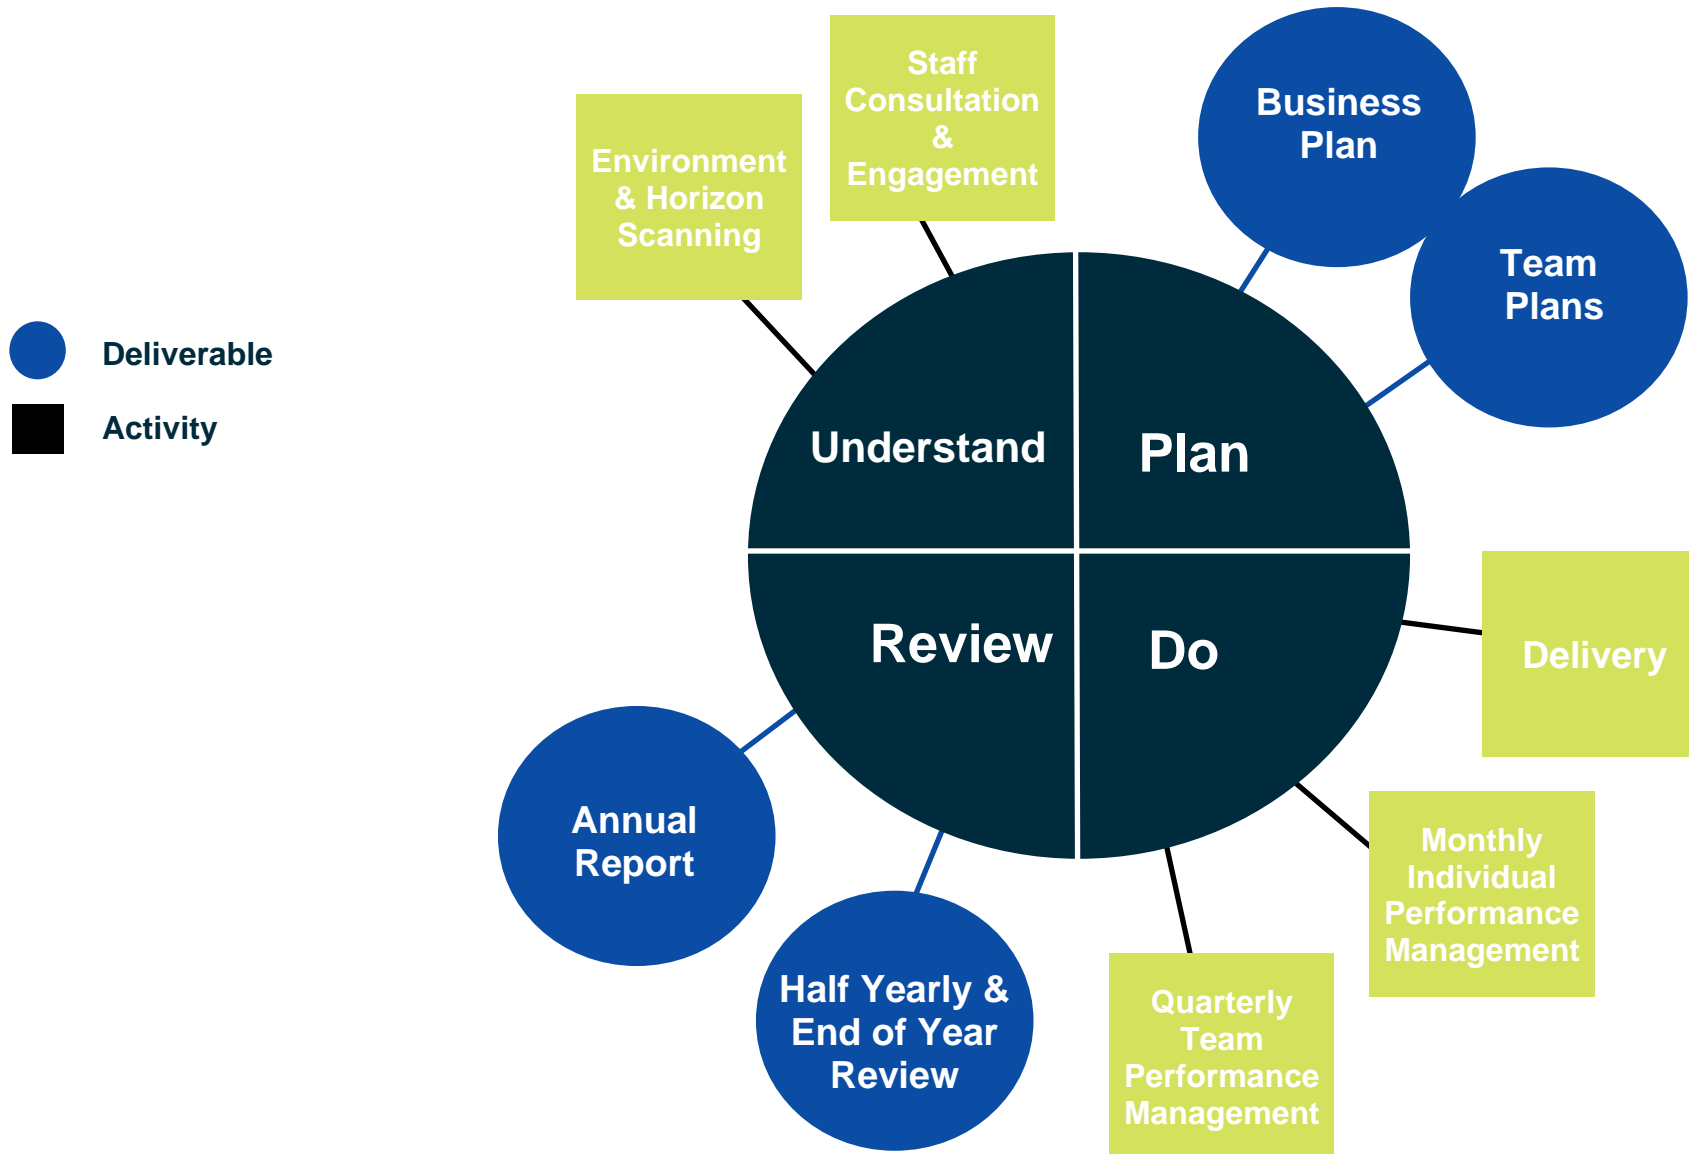 Staff
Consultation
&
Engagement
Environment
& Horizon
Scanning
Business
Plan
Team
Plans
Deliverable
Activity
Understand
Plan
Review
Do
Delivery
Annual
Report
Monthly
Individual
Performance
Management
Half Yearly &
End of Year
Review
Quarterly
Team
Performance
Management